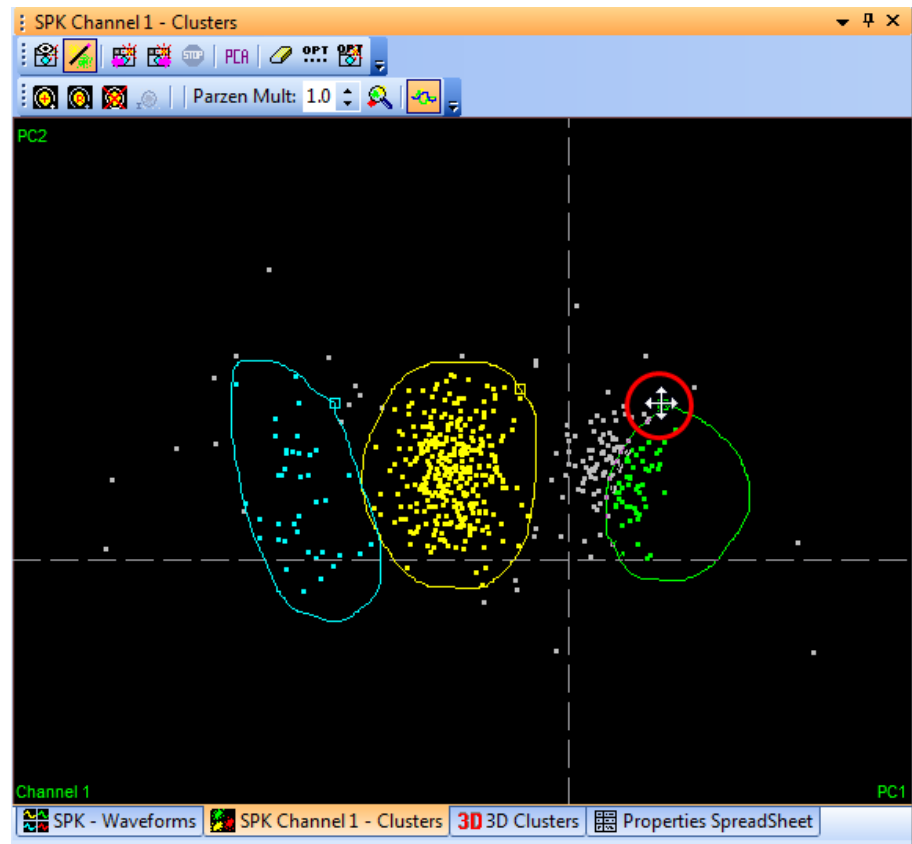 SPK Channel 1 - Clusters
STOP PCA OPT OPT
Parzen Mult: 1.0
PC2
Channel 1 PC1
SPK - Waveforms SPK Channel 1 - Clusters 3D 3D Clusters Properties SpreadSheet